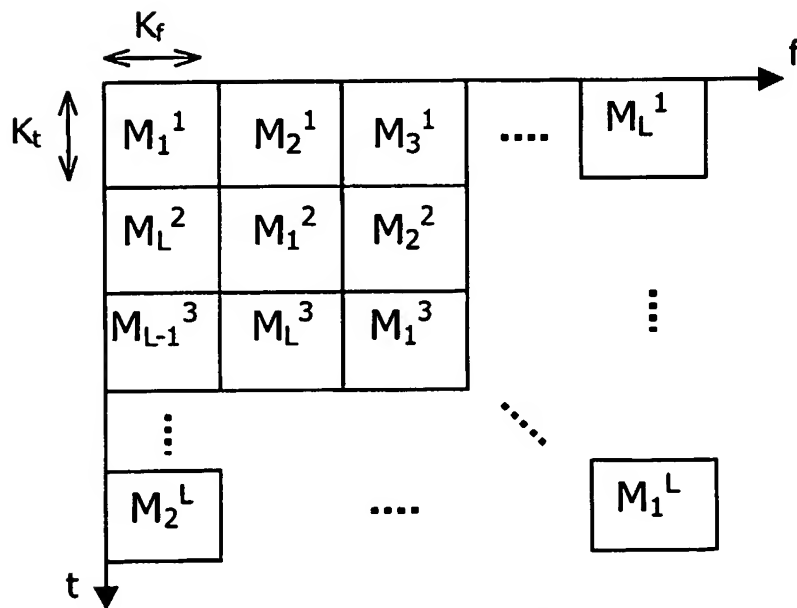 K_f
f
K_t M_1^1 M_2^1 M_3^1 .... M_L^1
M_L^2 M_1^2 M_2^2
M_{L-1}^3 M_L^3 M_1^3
M_2^L .... M_1^L
t